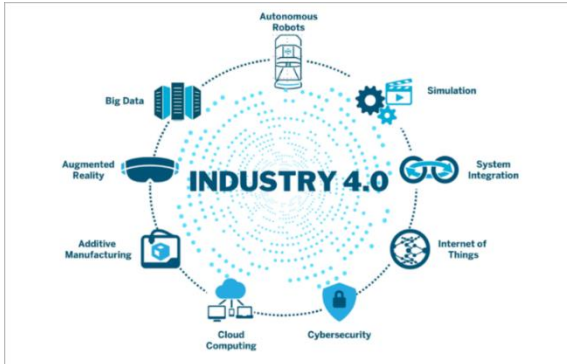 Autonomous
Robots
Simulation
System
Integration
Internet of
Things
Cybersecurity
Cloud
Computing
Additive
Manufacturing
Augmented
Reality
Big Data
INDUSTRY 4.0